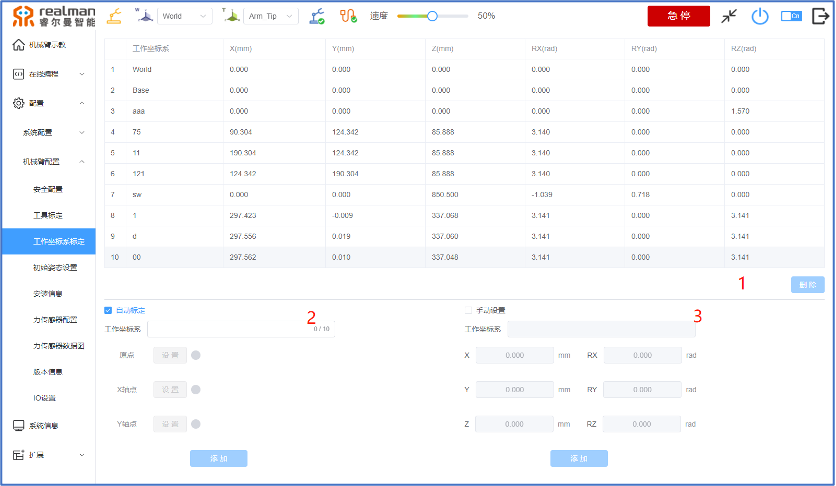 realman 睿尔曼智能 W World T Arm_Tip 速度 50% 急停 Ch
机械臂示教
在线编程
配置
系统配置
机械臂配置
安全配置
工具标定
工作坐标系标定
初始姿态设置
安装信息
力传感器配置
力传感器数据图
版本信息
IO设置
系统信息
扩展
工作坐标系 X(mm) Y(mm) Z(mm) RX(rad) RY(rad) RZ(rad)
1 World 0.000 0.000 0.000 0.000 0.000 0.000
2 Base 0.000 0.000 0.000 0.000 0.000 0.000
3 aaa 0.000 0.000 0.000 0.000 0.000 1.570
4 75 90.304 124.342 85.888 3.140 0.000 0.000
5 11 190.304 124.342 85.888 3.140 0.000 0.000
6 121 124.342 190.304 85.888 3.140 0.000 0.000
7 sw 0.000 0.000 850.500 -1.039 0.718 0.000
8 1 297.423 -0.009 337.068 3.141 0.000 3.141
9 d 297.556 0.019 337.060 3.141 0.000 3.141
10 00 297.562 0.010 337.048 3.141 0.000 3.141
1 删除
自动标定
工作坐标系 0 / 10 2
原点 设置
X轴点 设置
Y轴点 设置
添加
手动设置
工作坐标系 3
X 0.000 mm RX 0.000 rad
Y 0.000 mm RY 0.000 rad
Z 0.000 mm RZ 0.000 rad
添加